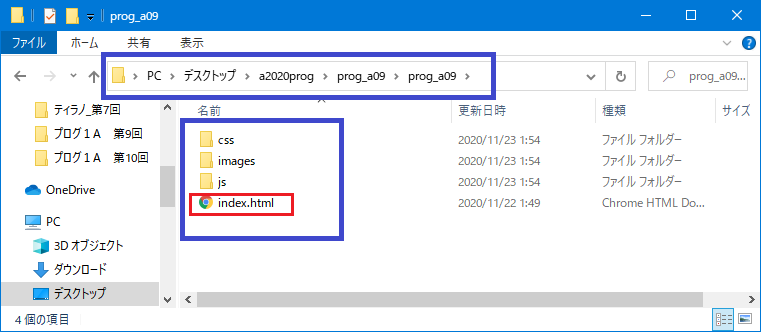 prog_a09
ファイル ホーム 共有 表示
PC デスクトップ a2020prog prog_a09 prog_a09 prog_a09...
ティラノ_第7回
プログ１A 第9回
プログ１A 第10回
OneDrive
PC
3D オブジェクト
ダウンロード
デスクトップ
名前 更新日時 種類 サイズ
css 2020/11/23 1:54 ファイル フォルダー
images 2020/11/23 1:54 ファイル フォルダー
js 2020/11/23 1:54 ファイル フォルダー
index.html 2020/11/22 1:49 Chrome HTML Do...
4 個の項目